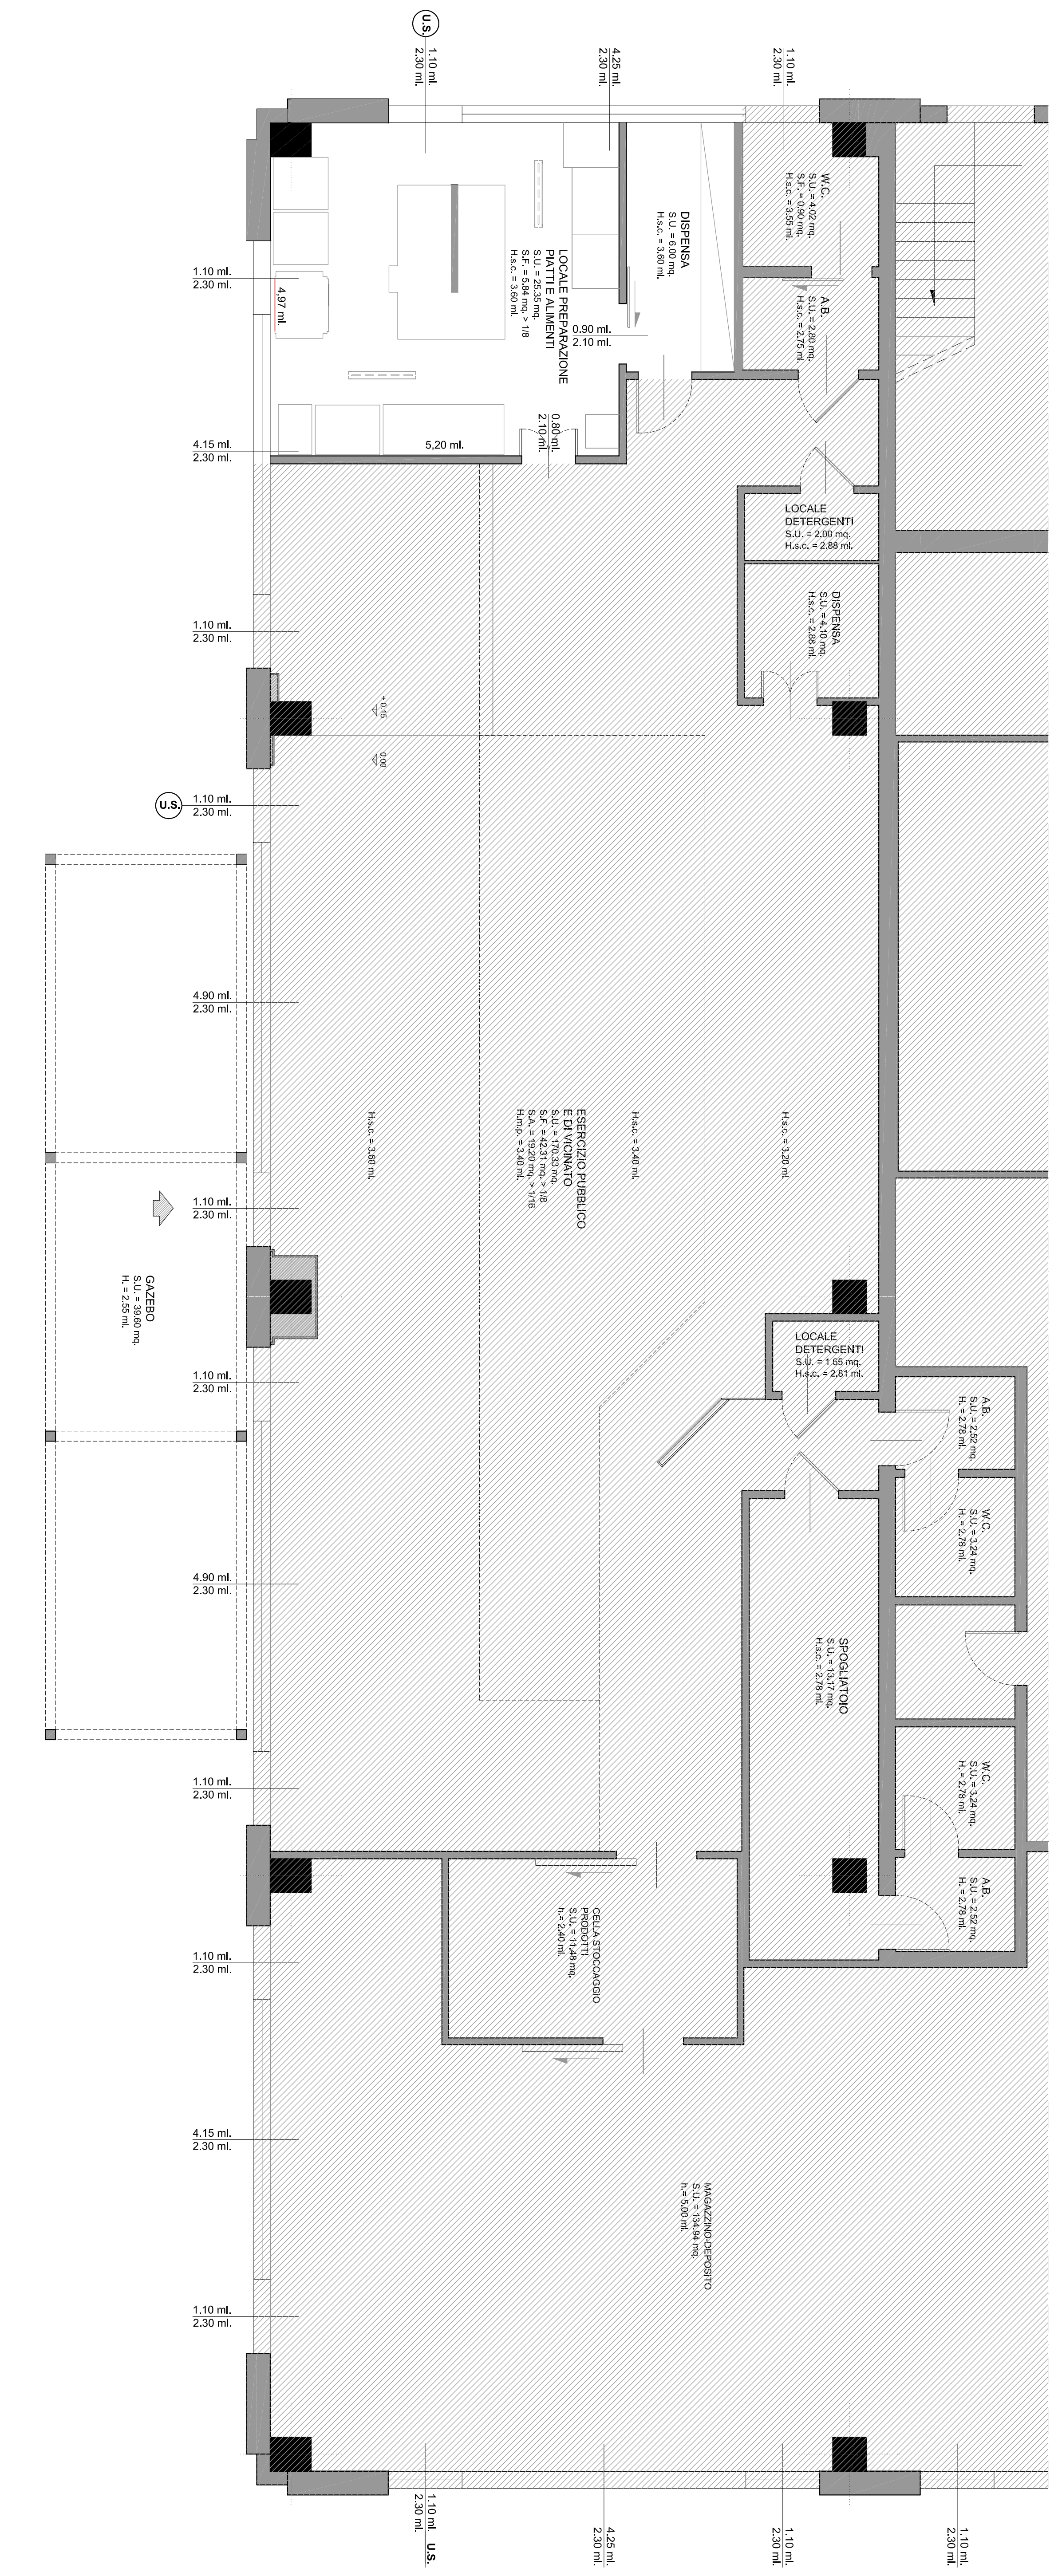 U.S.
1.10 ml.
2.30 ml.
4.25 ml.
2.30 ml.
1.10 ml.
2.30 ml.
W.C.
S.U. = 4.02 mq.
S.F. = 0.90 mq.
H.s.c. = 3.55 ml.
DISPENSA
S.U. = 6.00 mq.
H.s.c. = 3.60 ml.
LOCALE PREPARAZIONE
PIATTI E ALIMENTI
S.U. = 25.35 mq.
S.F. = 5.84 mq. > 1/8
H.s.c. = 3.60 ml.
A.B.
S.U. = 2.80 mq.
H.s.c. = 2.75 ml.
1.10 ml.
2.30 ml.
4,97 ml.
0.90 ml.
2.10 ml.
0.80 ml.
2.10 ml.
5,20 ml.
4.15 ml.
2.30 ml.
LOCALE
DETERGENTI
S.U. = 2.00 mq.
H.s.c. = 2.88 ml.
DISPENSA
S.U. = 4.10 mq.
H.s.c. = 2.88 ml.
1.10 ml.
2.30 ml.
+ 0.15
0.00
U.S.
1.10 ml.
2.30 ml.
4.90 ml.
2.30 ml.
ESERCIZIO PUBBLICO
E DI VICINATO
S.U. = 170.33 mq.
S.F. = 42.31 mq. > 1/8
S.A. = 19.20 mq. > 1/16
H.m.p. = 3.40 ml.
H.s.c. = 3.60 ml.
H.s.c. = 3.40 ml.
H.s.c. = 3.20 ml.
1.10 ml.
2.30 ml.
GAZEBO
S.U. = 39.60 mq.
H. = 2.55 ml.
LOCALE
DETERGENTI
S.U. = 1.65 mq.
H.s.c. = 2.81 ml.
1.10 ml.
2.30 ml.
A.B.
S.U. = 2.52 mq.
H. = 2.78 ml.
W.C.
S.U. = 3.24 mq.
H. = 2.78 ml.
4.90 ml.
2.30 ml.
SPOGLIATOIO
S.U. = 13.17 mq.
H.s.c. = 2.78 ml.
W.C.
S.U. = 3.24 mq.
H. = 2.78 ml.
1.10 ml.
2.30 ml.
A.B.
S.U. = 2.52 mq.
H. = 2.78 ml.
CELLA STOCCAGGIO
PRODOTTI
S.U. = 11,48 mq.
h.= 2.40 ml.
1.10 ml.
2.30 ml.
4.15 ml.
2.30 ml.
MAGAZZINO-DEPOSITO
S.U. = 134.94 mq.
h.= 5.00 ml.
1.10 ml.
2.30 ml.
1.10 ml.
2.30 ml.
U.S.
4.25 ml.
2.30 ml.
1.10 ml.
2.30 ml.
1.10 ml.
2.30 ml.